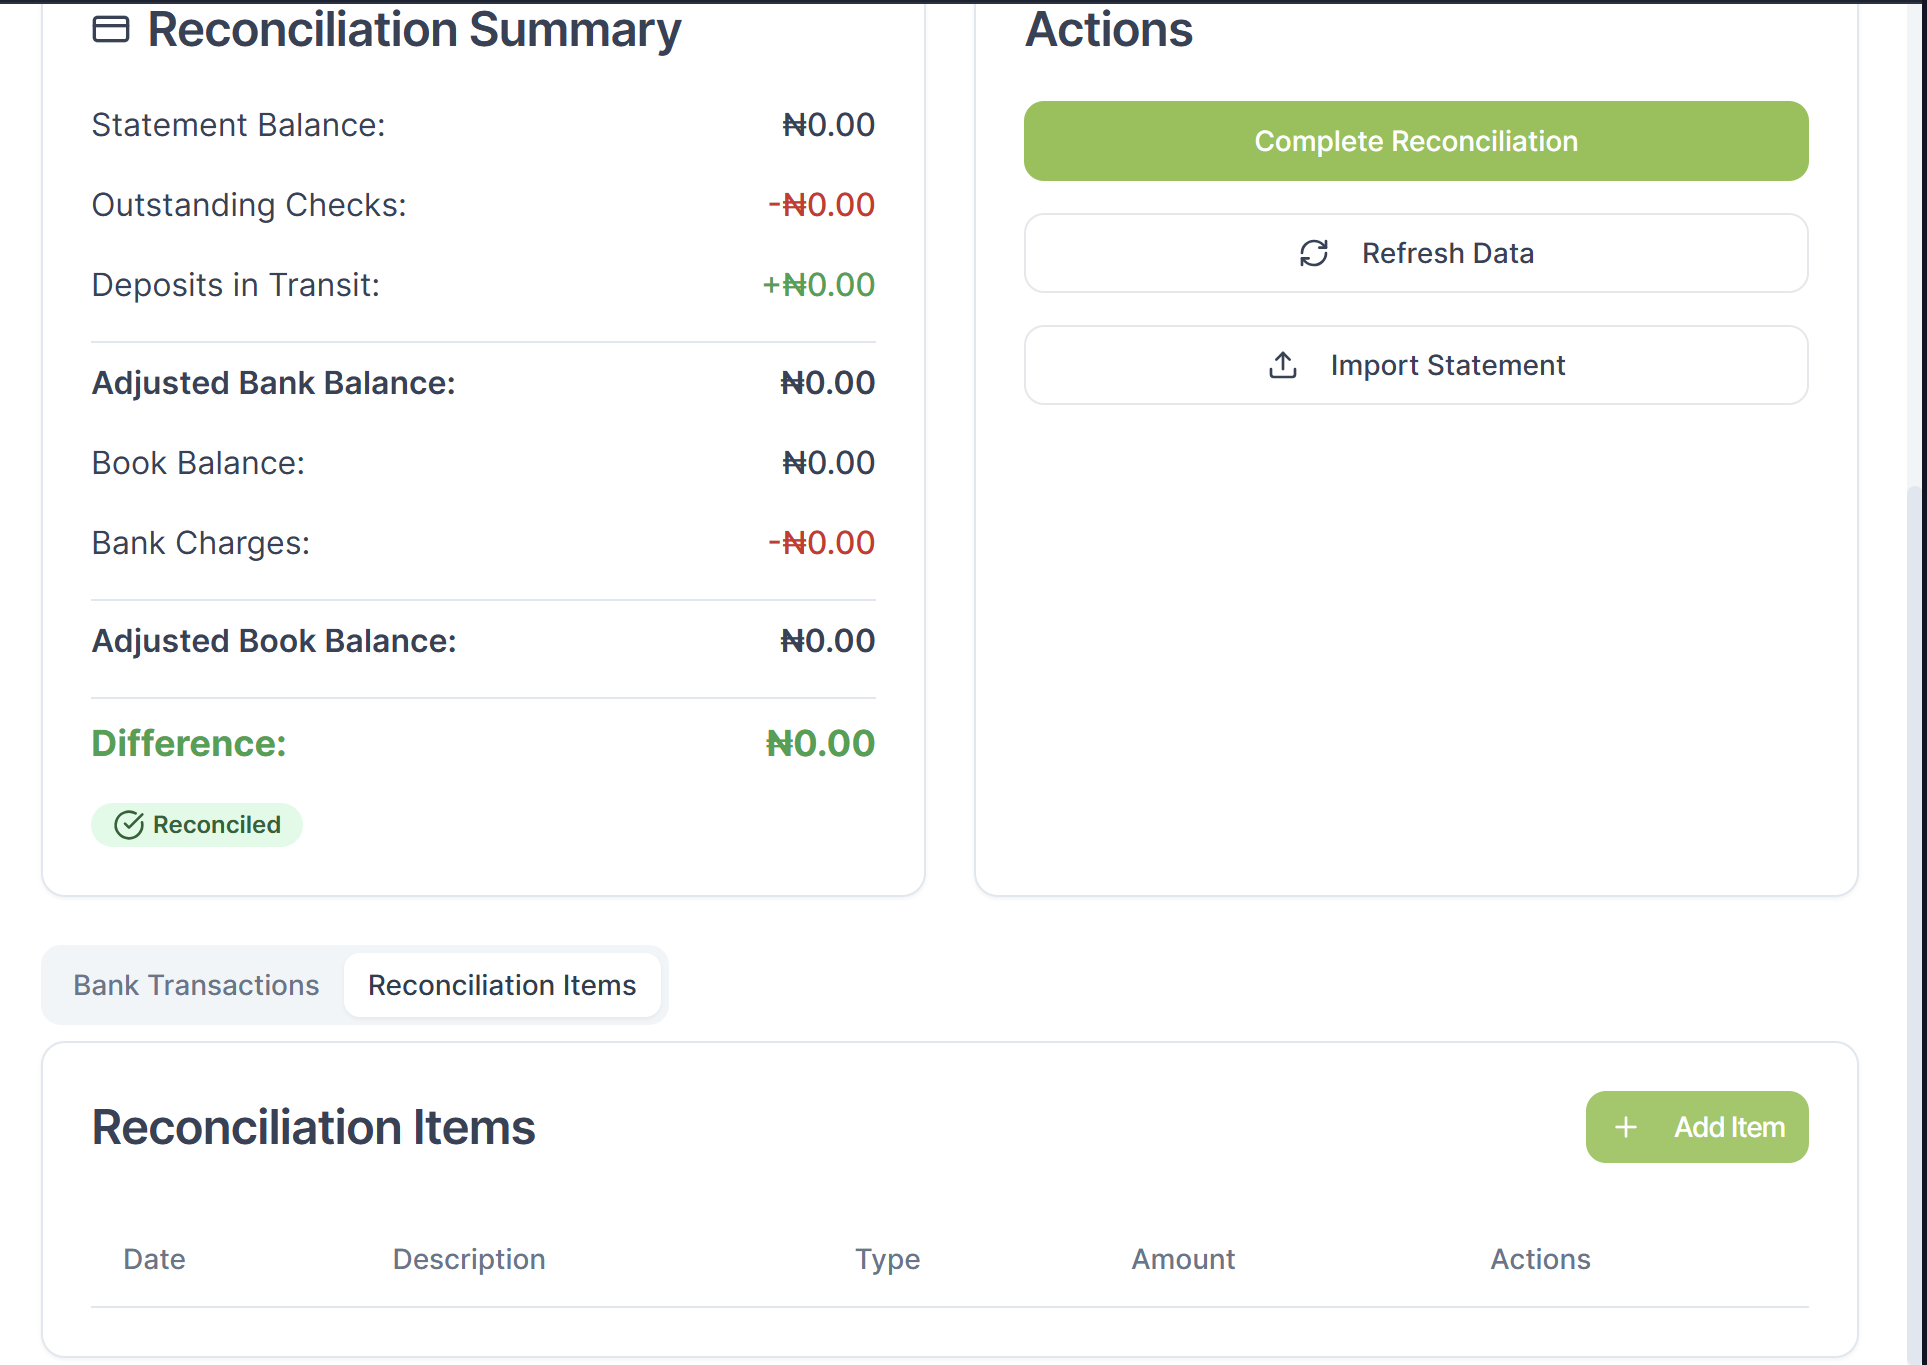 Reconciliation Summary
Statement Balance: ₦0.00
Outstanding Checks: -₦0.00
Deposits in Transit: +₦0.00
Adjusted Bank Balance: ₦0.00
Book Balance: ₦0.00
Bank Charges: -₦0.00
Adjusted Book Balance: ₦0.00
Difference: ₦0.00
Reconciled
Actions
Complete Reconciliation
Refresh Data
Import Statement
Bank Transactions Reconciliation Items
Reconciliation Items
+ Add Item
Date Description Type Amount Actions